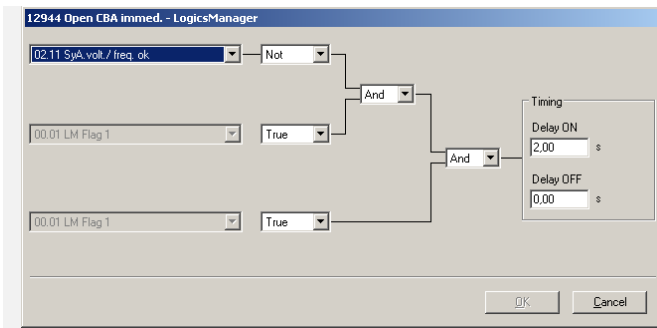 12944 Open CBA immed. - LogicsManager
02.11 SyA.volt./ freq. ok Not
And
Timing
Delay ON
00.01 LM Flag 1 True
2,00 s
And
Delay OFF
0,00 s
00.01 LM Flag 1 True
OK Cancel